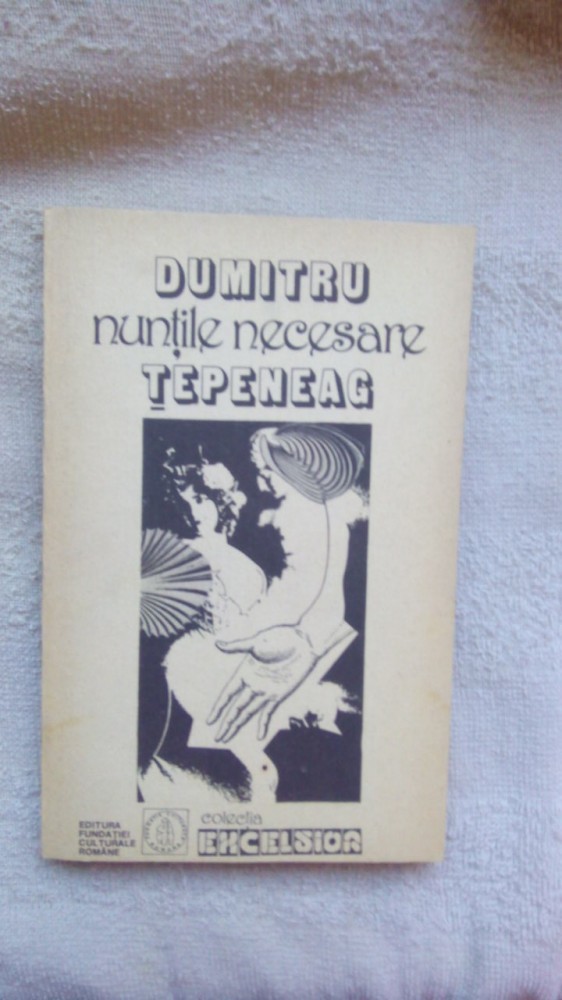 DUMITRU
nunțile necesare
ȚEPENEAG
EDITURA
FUNDAȚIEI
CULTURALE
ROMÂNE
colecția
EXCELSIOR